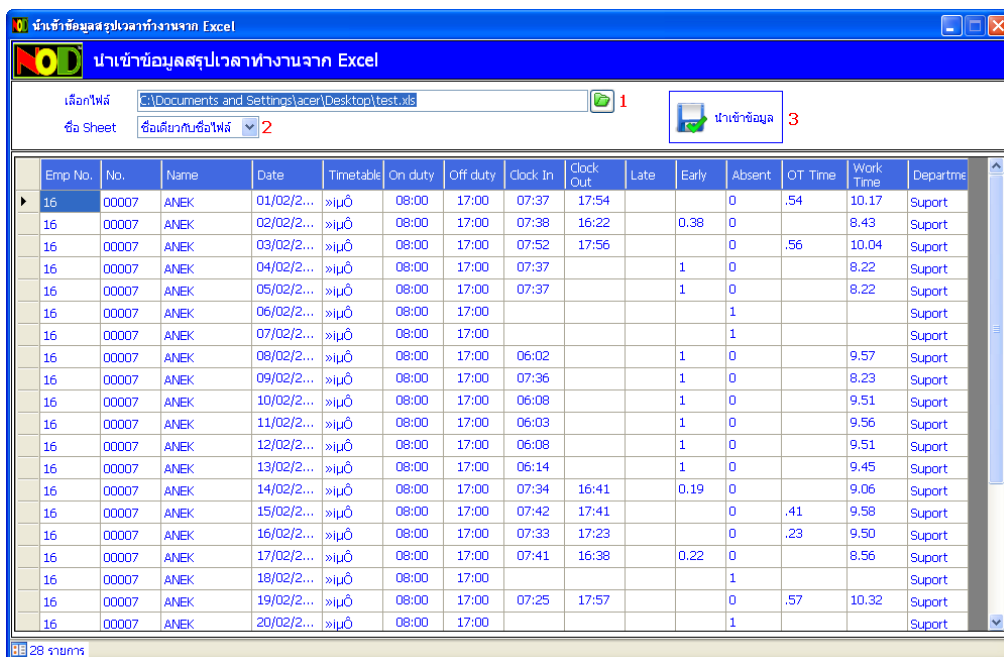 นำเข้าข้อมูลสรุปเวลาทำงานจาก Excel
NOD นำเข้าข้อมูลสรุปเวลาทำงานจาก Excel
เลือกไฟล์ C:\Documents and Settings\acer\Desktop\test.xls 1
ชื่อ Sheet ชื่อเดียวกับชื่อไฟล์ 2 นำเข้าข้อมูล 3
Emp No. No. Name Date Timetable On duty Off duty Clock In Clock Out Late Early Absent OT Time Work Time Departme
16 00007 ANEK 01/02/2... »iµÔ 08:00 17:00 07:37 17:54 0 .54 10.17 Suport
16 00007 ANEK 02/02/2... »iµÔ 08:00 17:00 07:38 16:22 0.38 0 8.43 Suport
16 00007 ANEK 03/02/2... »iµÔ 08:00 17:00 07:52 17:56 0 .56 10.04 Suport
16 00007 ANEK 04/02/2... »iµÔ 08:00 17:00 07:37 1 0 8.22 Suport
16 00007 ANEK 05/02/2... »iµÔ 08:00 17:00 07:37 1 0 8.22 Suport
16 00007 ANEK 06/02/2... »iµÔ 08:00 17:00 1 Suport
16 00007 ANEK 07/02/2... »iµÔ 08:00 17:00 1 Suport
16 00007 ANEK 08/02/2... »iµÔ 08:00 17:00 06:02 1 0 9.57 Suport
16 00007 ANEK 09/02/2... »iµÔ 08:00 17:00 07:36 1 0 8.23 Suport
16 00007 ANEK 10/02/2... »iµÔ 08:00 17:00 06:08 1 0 9.51 Suport
16 00007 ANEK 11/02/2... »iµÔ 08:00 17:00 06:03 1 0 9.56 Suport
16 00007 ANEK 12/02/2... »iµÔ 08:00 17:00 06:08 1 0 9.51 Suport
16 00007 ANEK 13/02/2... »iµÔ 08:00 17:00 06:14 1 0 9.45 Suport
16 00007 ANEK 14/02/2... »iµÔ 08:00 17:00 07:34 16:41 0.19 0 9.06 Suport
16 00007 ANEK 15/02/2... »iµÔ 08:00 17:00 07:42 17:41 0 .41 9.58 Suport
16 00007 ANEK 16/02/2... »iµÔ 08:00 17:00 07:33 17:23 0 .23 9.50 Suport
16 00007 ANEK 17/02/2... »iµÔ 08:00 17:00 07:41 16:38 0.22 0 8.56 Suport
16 00007 ANEK 18/02/2... »iµÔ 08:00 17:00 1 Suport
16 00007 ANEK 19/02/2... »iµÔ 08:00 17:00 07:25 17:57 0 .57 10.32 Suport
16 00007 ANEK 20/02/2... »iµÔ 08:00 17:00 1 Suport
28 รายการ